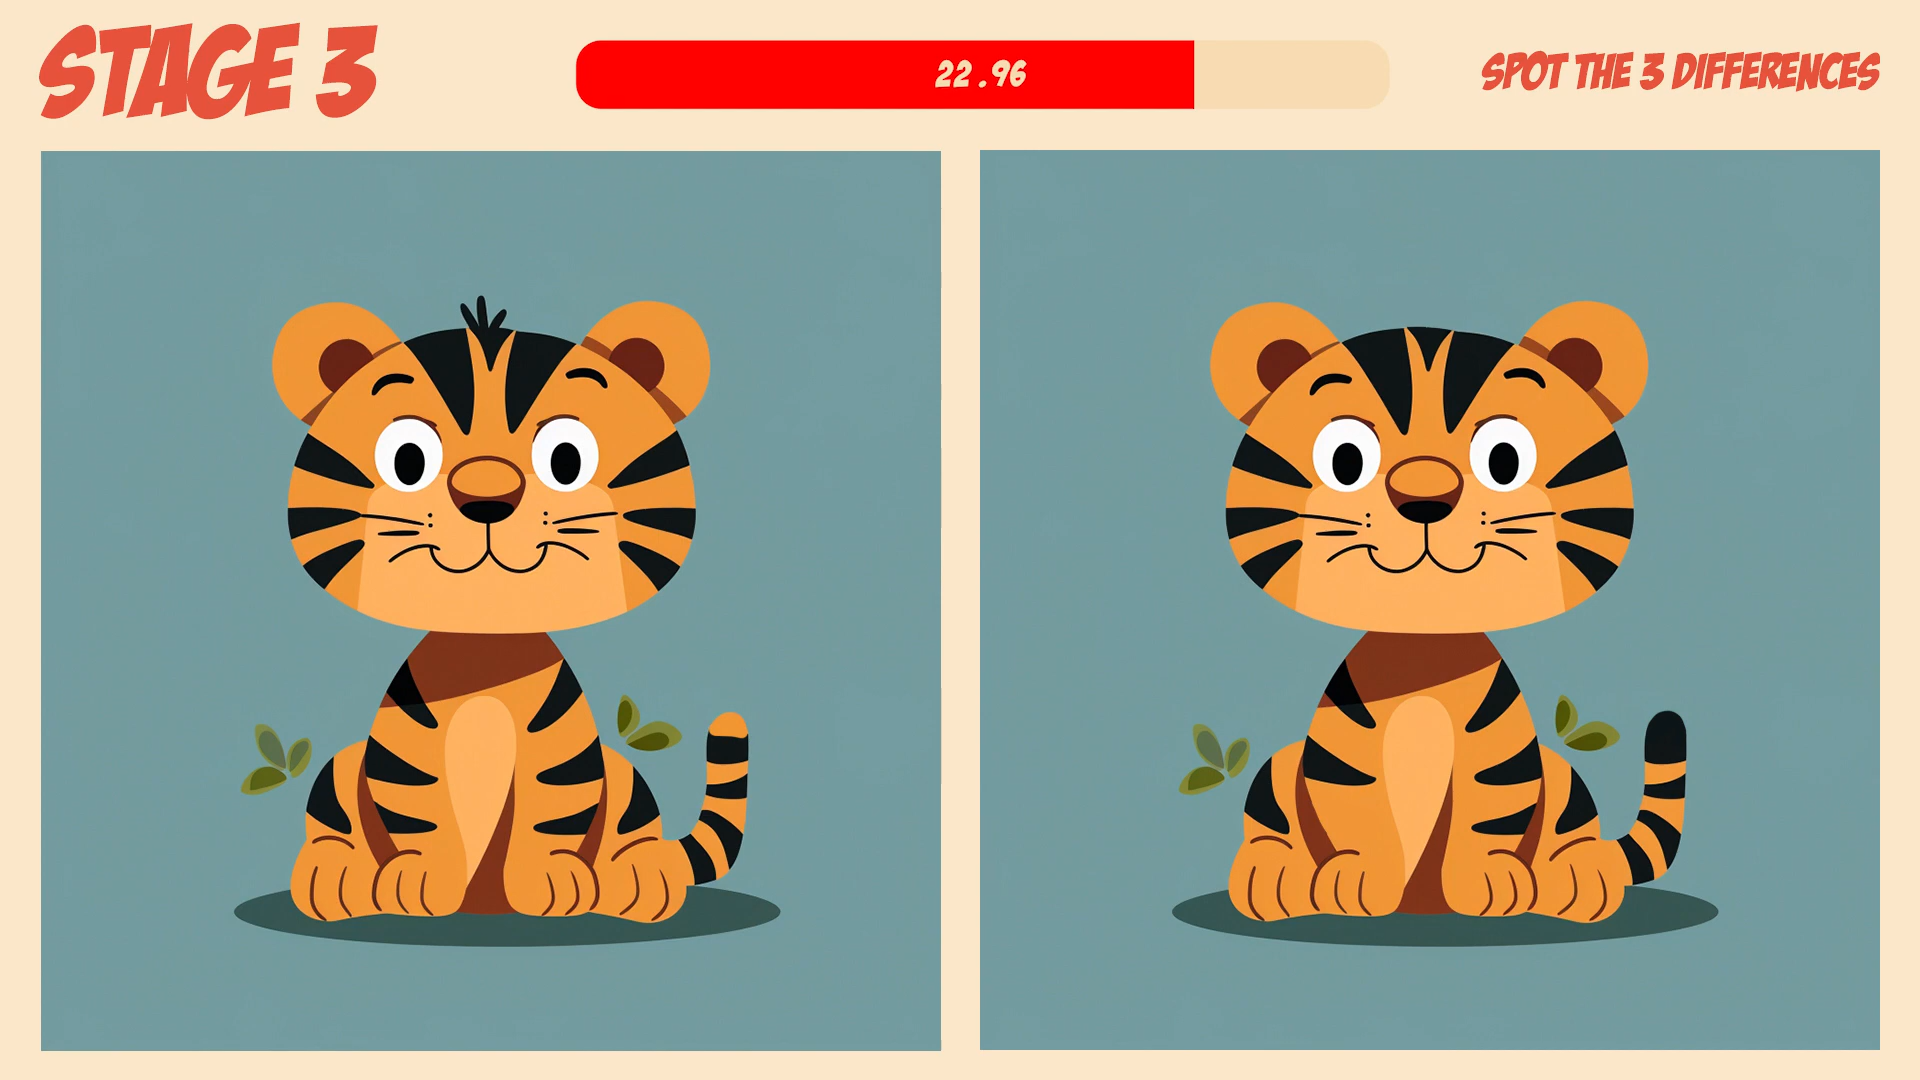 STAGE 3
22.96
SPOT THE 3 DIFFERENCES